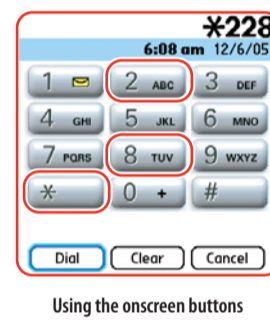 *228
6:08 am 12/6/05
1 2 ABC 3 DEF
4 GHI 5 JKL 6 MNO
7 PQRS 8 TUV 9 WXYZ
* 0 + #
Dial Clear Cancel
Using the onscreen buttons